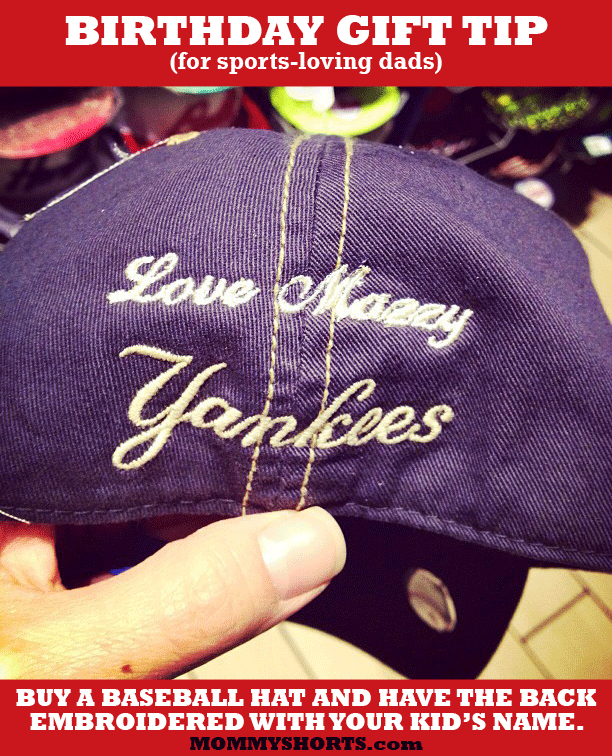 BIRTHDAY GIFT TIP
(for sports-loving dads)
Love Mazzy
Yankees
BUY A BASEBALL HAT AND HAVE THE BACK
EMBROIDERED WITH YOUR KID'S NAME.
MOMMYSHORTS.com